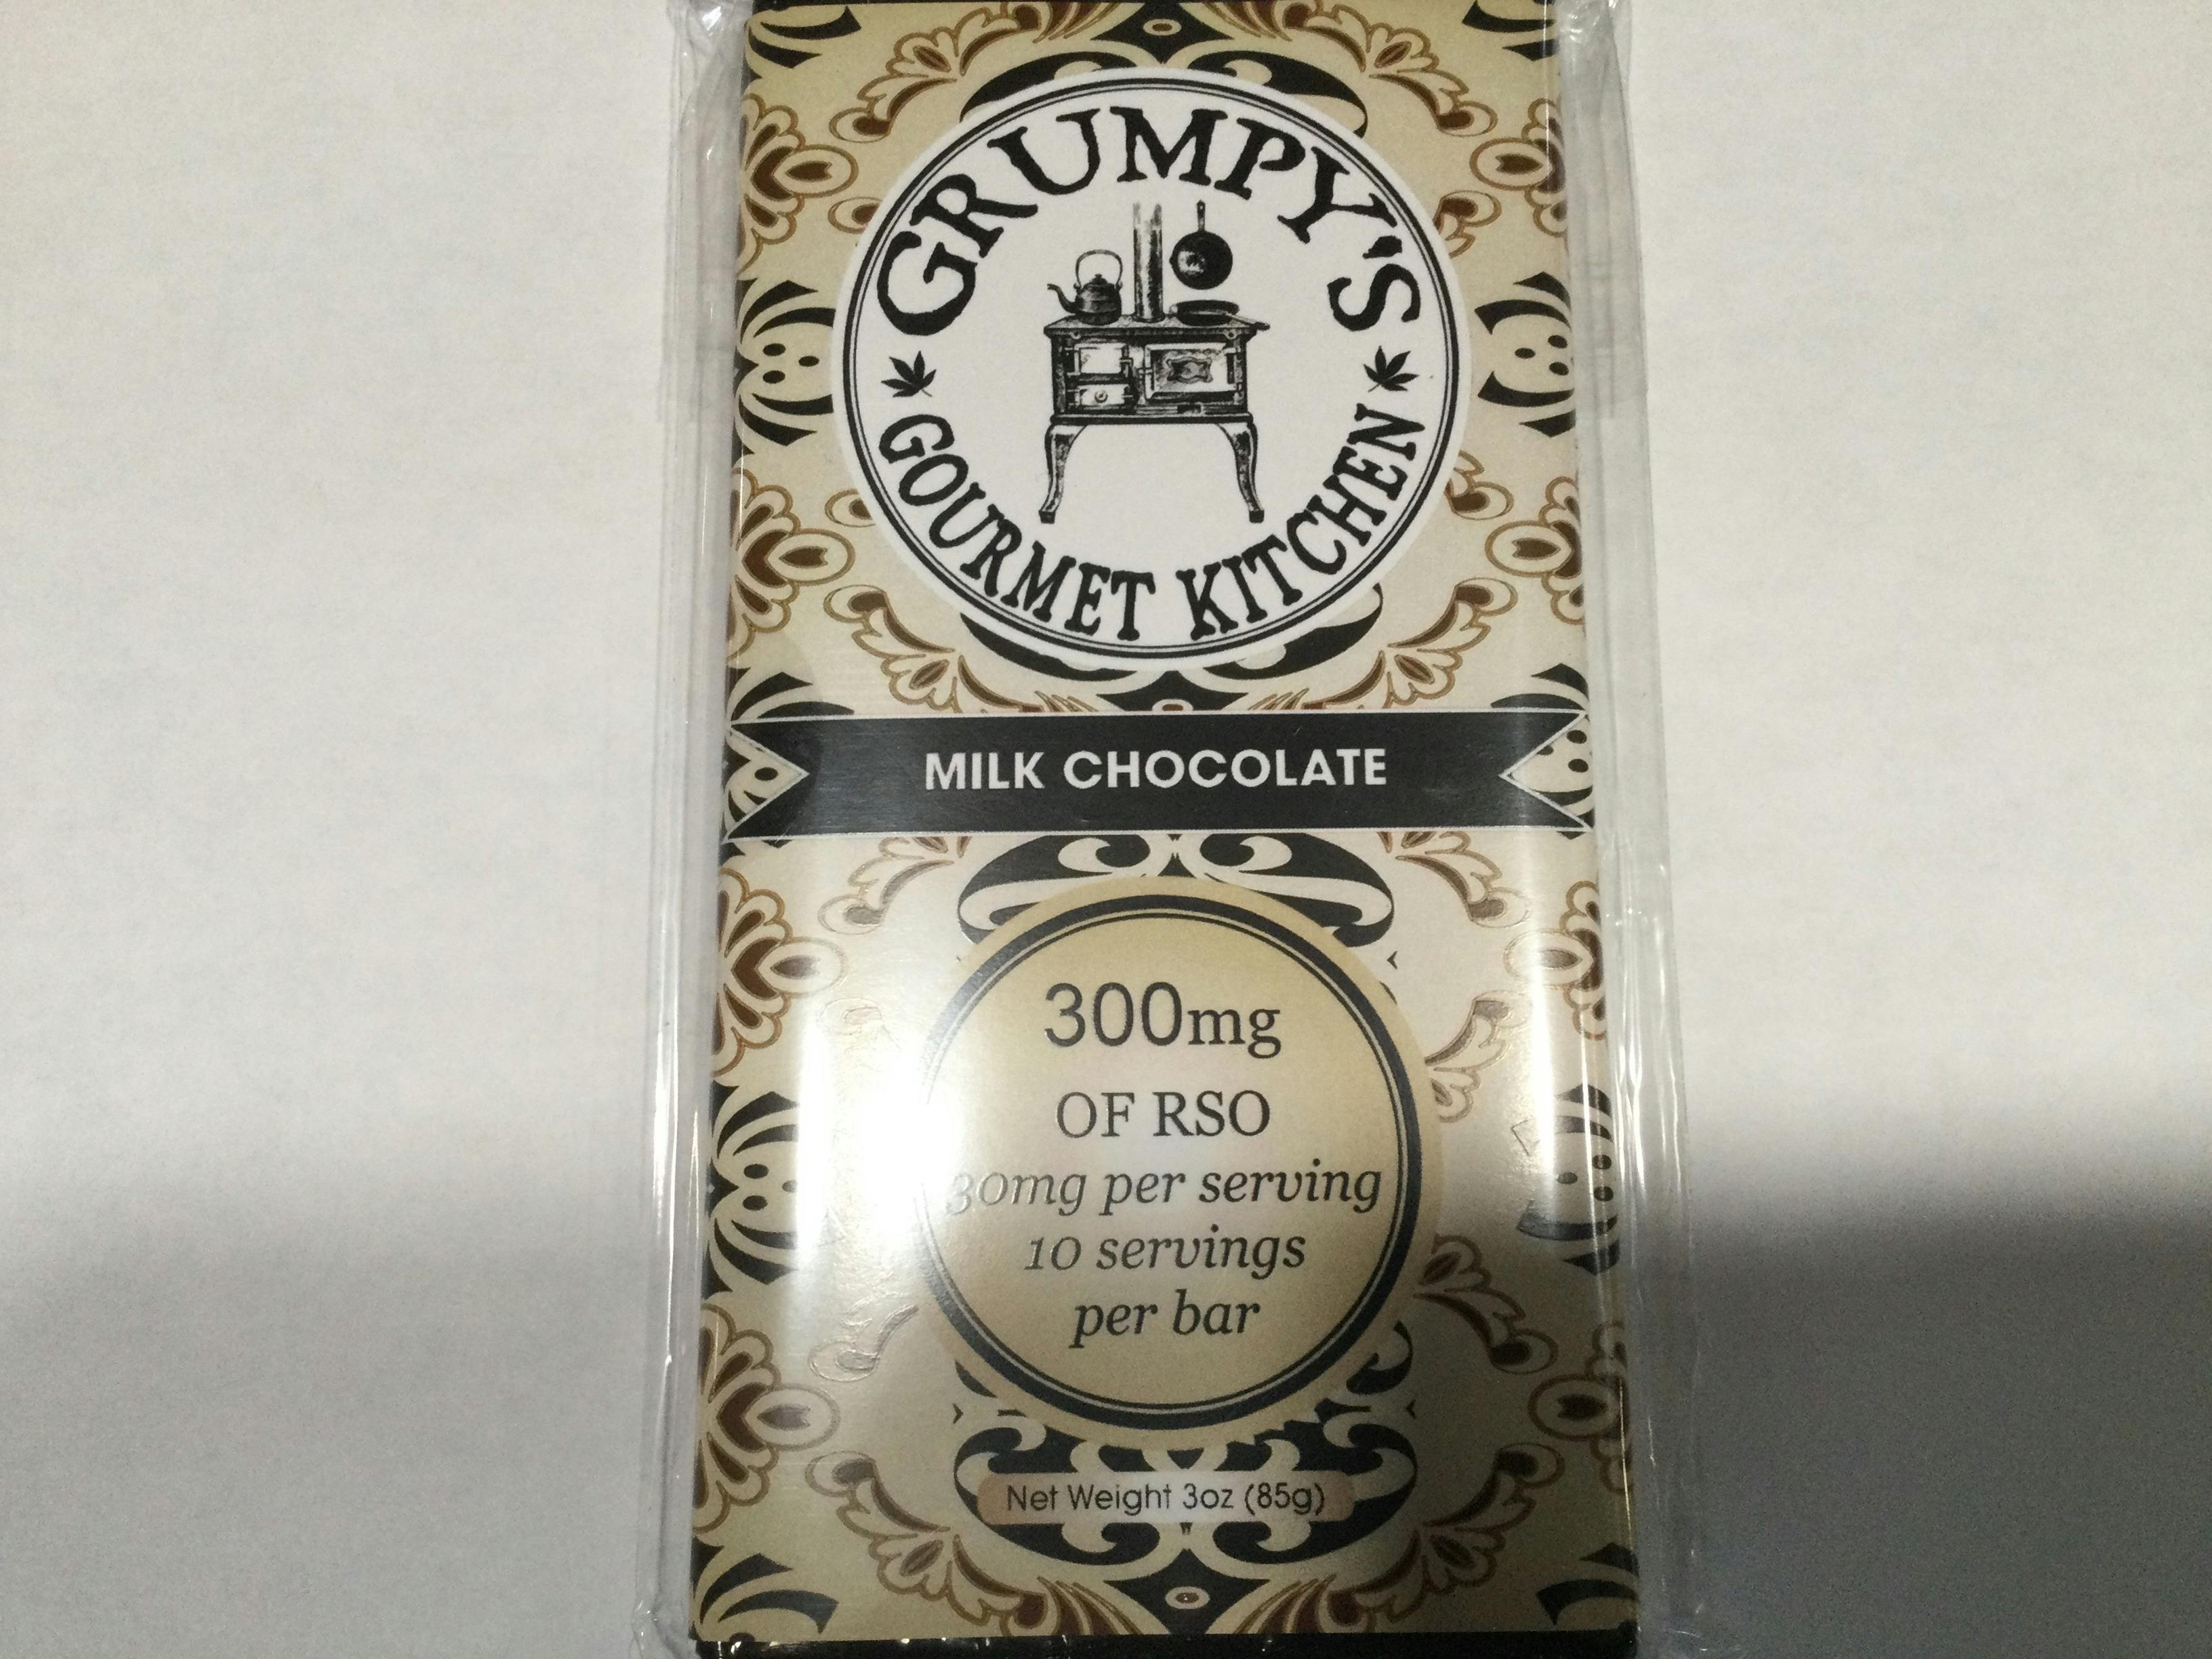 GRUMPY'S
GOURMET KITCHEN
MILK CHOCOLATE
300mg
OF RSO
30mg per serving
10 servings
per bar
Net Weight 3oz (85g)